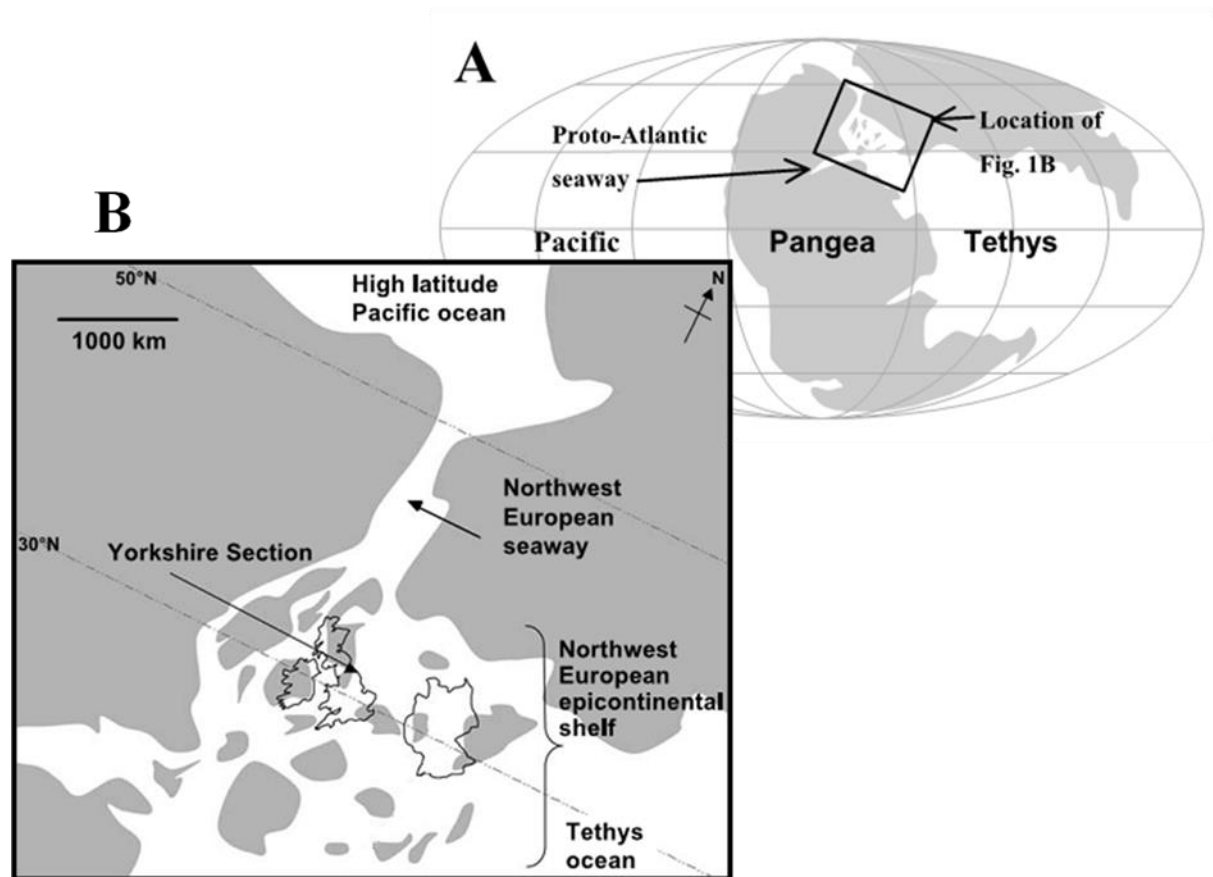 A
Proto-Atlantic
seaway
Location of
Fig. 1B
Pacific
Pangea
Tethys
B
50°N
High latitude
Pacific ocean
N
1000 km
Northwest
European
seaway
30°N
Yorkshire Section
Northwest
European
epicontinental
shelf
Tethys
ocean